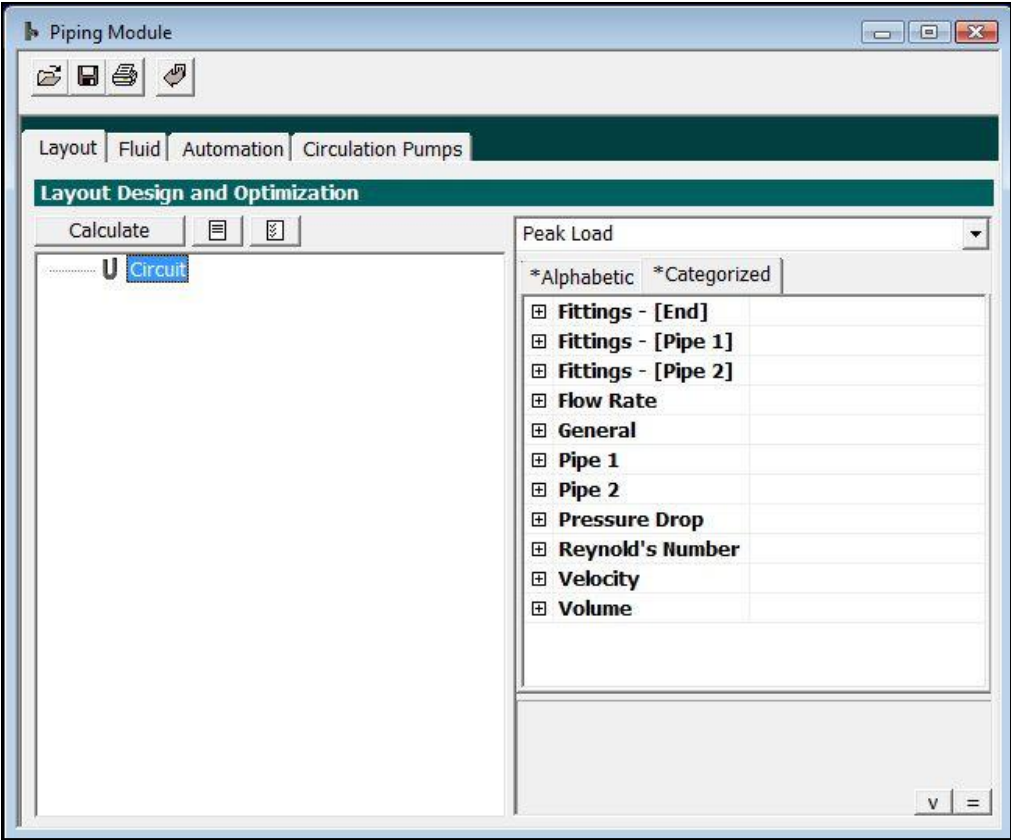 Piping Module
Layout Fluid Automation Circulation Pumps
Layout Design and Optimization
Calculate
Circuit
Peak Load
*Alphabetic *Categorized
Fittings - [End]
Fittings - [Pipe 1]
Fittings - [Pipe 2]
Flow Rate
General
Pipe 1
Pipe 2
Pressure Drop
Reynold's Number
Velocity
Volume
v =